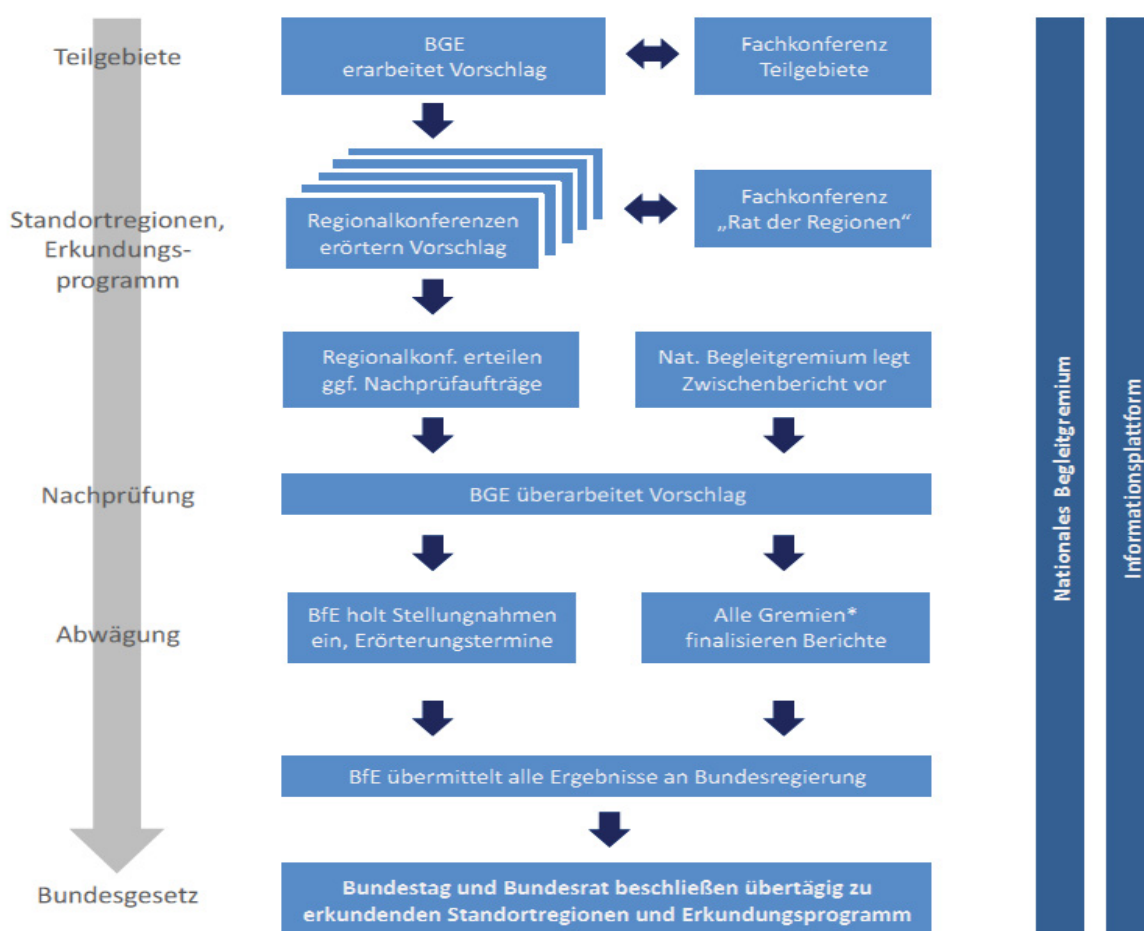 Teilgebiete
BGE
erarbeitet Vorschlag
Fachkonferenz
Teilgebiete
Standortregionen,
Erkundungs-
programm
Regionalkonferenzen
erörtern Vorschlag
Fachkonferenz
„Rat der Regionen“
Regionalkonf. erteilen
ggf. Nachprüfaufträge
Nat. Begleitgremium legt
Zwischenbericht vor
Nachprüfung
BGE überarbeitet Vorschlag
Abwägung
BfE holt Stellungnahmen
ein, Erörterungstermine
Alle Gremien*
finalisieren Berichte
BfE übermittelt alle Ergebnisse an Bundesregierung
Bundesgesetz
Bundestag und Bundesrat beschließen übertägig zu
erkundenden Standortregionen und Erkundungsprogramm
Nationales Begleitgremium
Informationsplattform